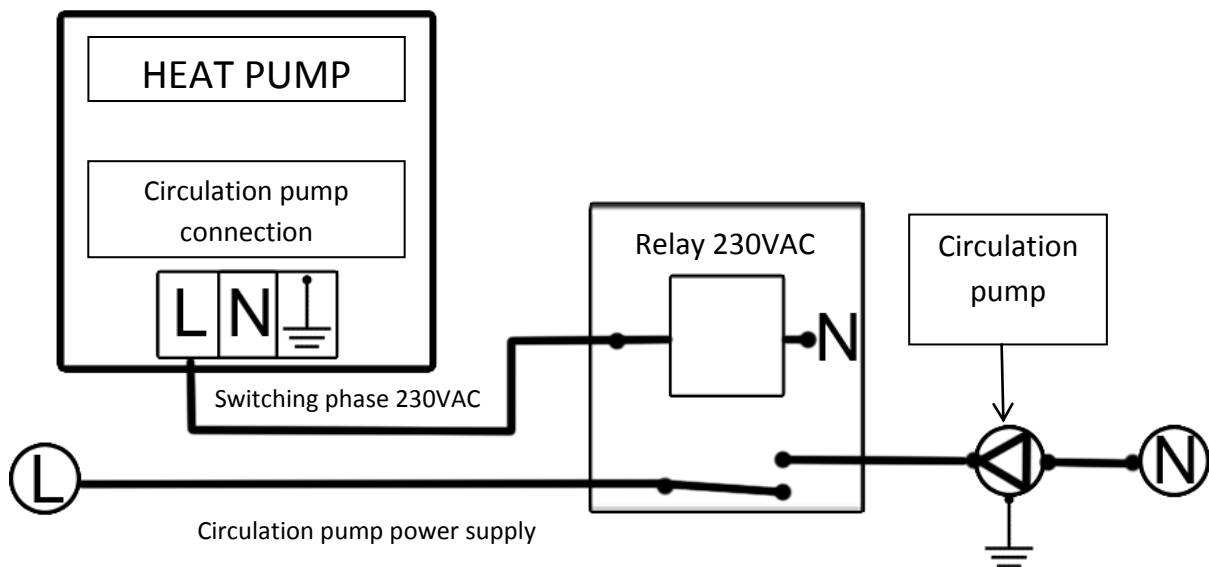 HEAT PUMP
Circulation pump
connection
L N
Switching phase 230VAC
Relay 230VAC
N
Circulation
pump
L
N
Circulation pump power supply